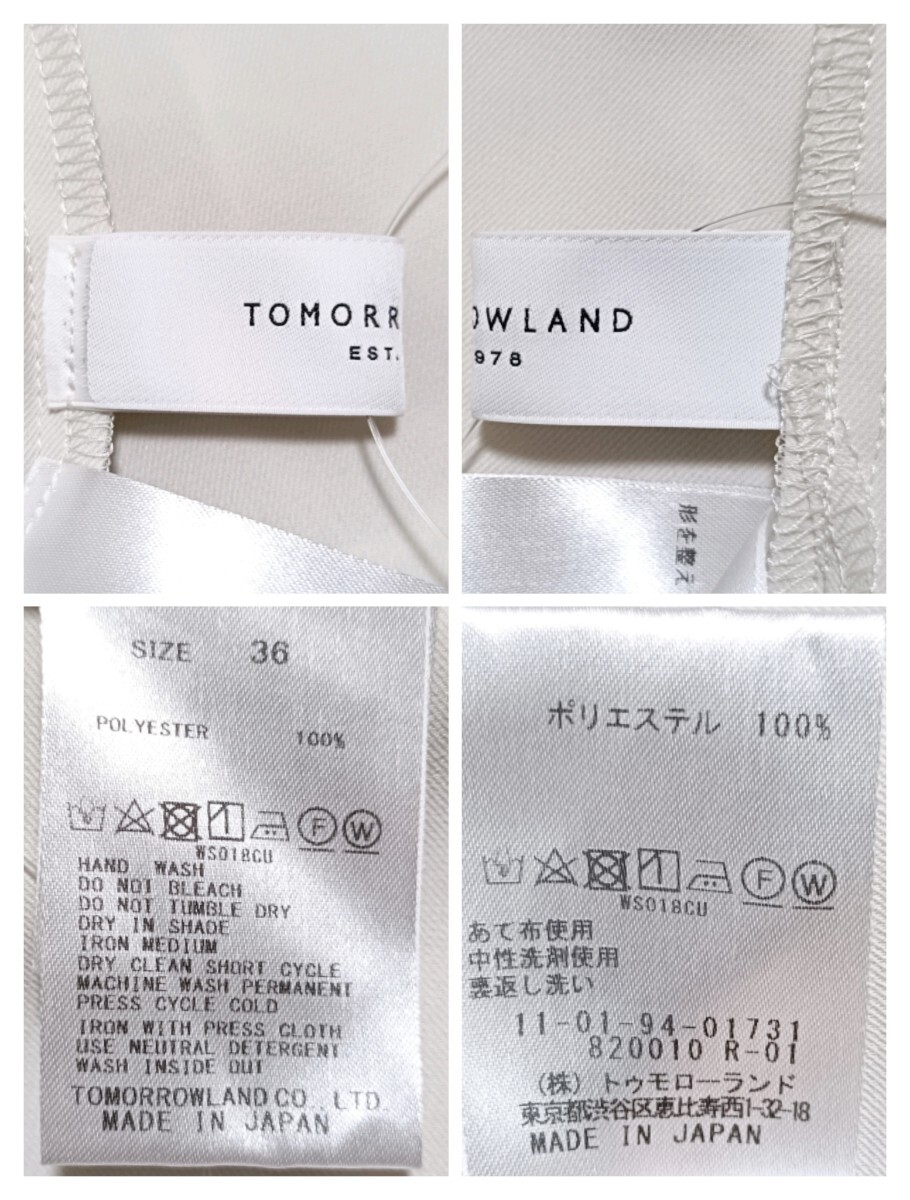 TOMORR
EST.
OWLAND
978
形を整え
SIZE 36
POLYESTER 100%
F W
WS018CU
HAND WASH
DO NOT BLEACH
DO NOT TUMBLE DRY
DRY IN SHADE
IRON MEDIUM
DRY CLEAN SHORT CYCLE
MACHINE WASH PERMANENT
PRESS CYCLE COLD
IRON WITH PRESS CLOTH
USE NEUTRAL DETERGENT
WASH INSIDE OUT
TOMORROWLAND CO., LTD.
MADE IN JAPAN
ポリエステル 100%
F W
WS018CU
あて布使用
中性洗剤使用
裏返し洗い
11-01-94-01731
820010 R-01
(株)トゥモローランド
東京都渋谷区恵比寿西1-32-18
MADE IN JAPAN